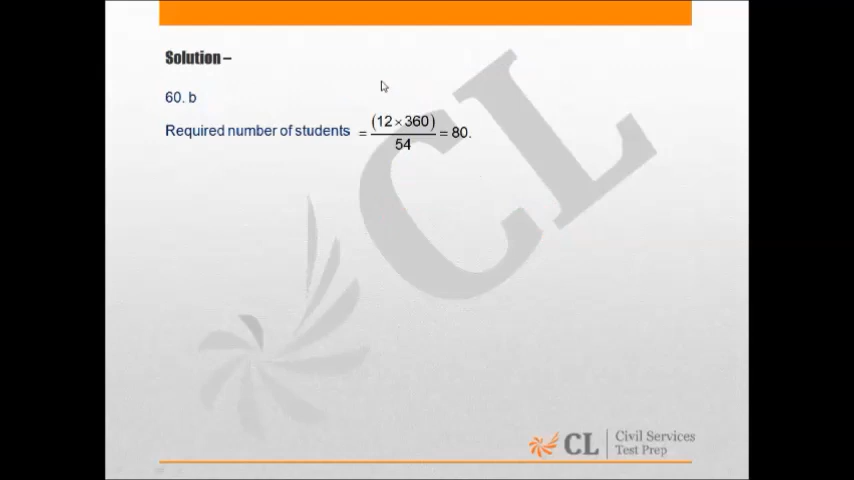 Solution –
60. b
Required number of students = (12 × 360) / 54 = 80.
CL
CL Civil Services
Test Prep